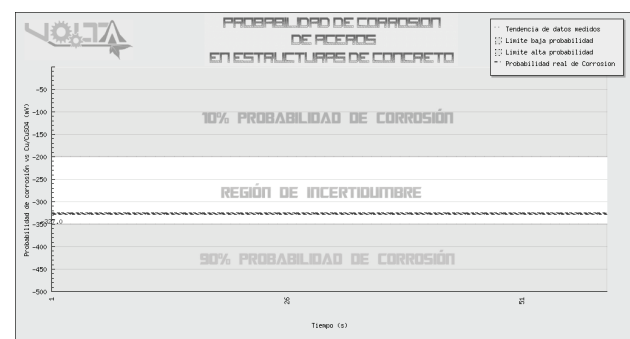 VOLTA
PROBABILIDAD DE CORROSION
DE ACEROS
EN ESTRUCTURAS DE CONCRETO
Tendencia de datos medidos
Limite baja probabilidad
Limite alta probabilidad
Probabilidad real de Corrosion
Probabilidad de corrosión vs Cu/CuSO4 (mV)
-50
-100
-150
-200
-250
-300
-350
-400
-450
-500
10% PROBABILIDAD DE CORROSIÓN
REGIÓN DE INCERTIDUMBRE
90% PROBABILIDAD DE CORROSIÓN
1
26
51
Tiempo (s)